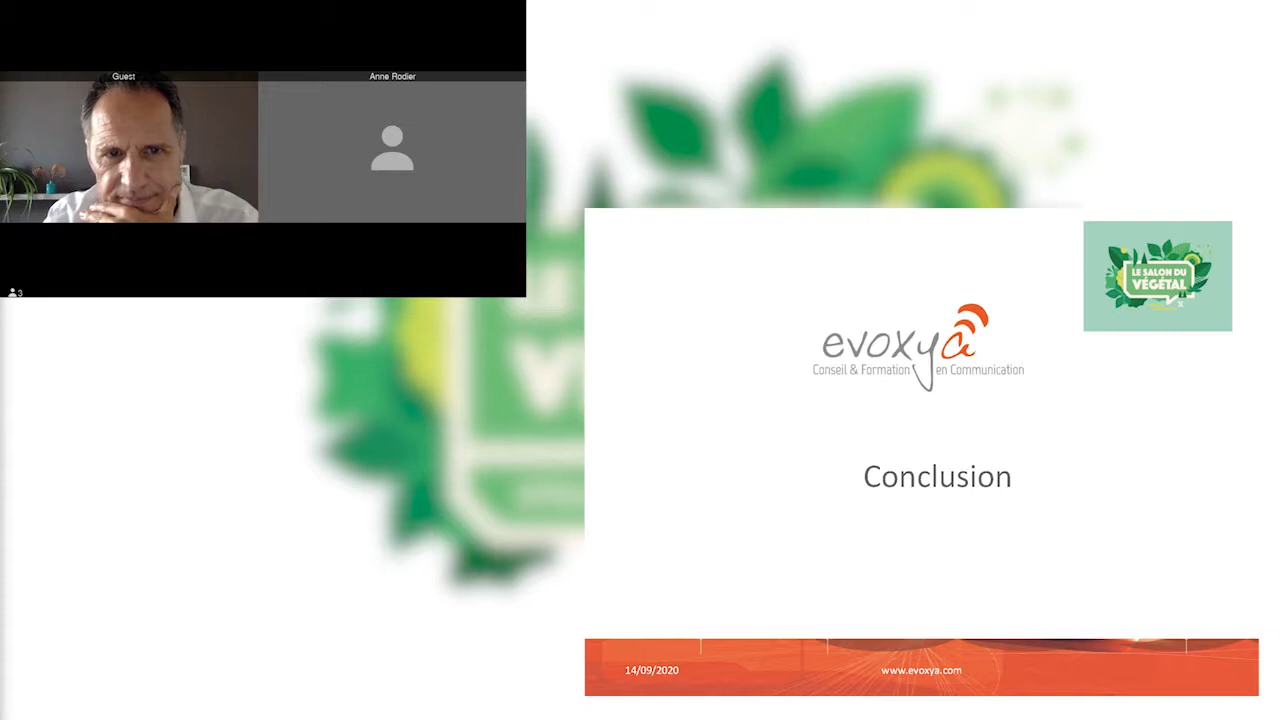 Guest
Anne Rodier
3
LE SALON DU
VÉGÉTAL
evoxya
Conseil & Formation en Communication
Conclusion
14/09/2020
www.evoxya.com